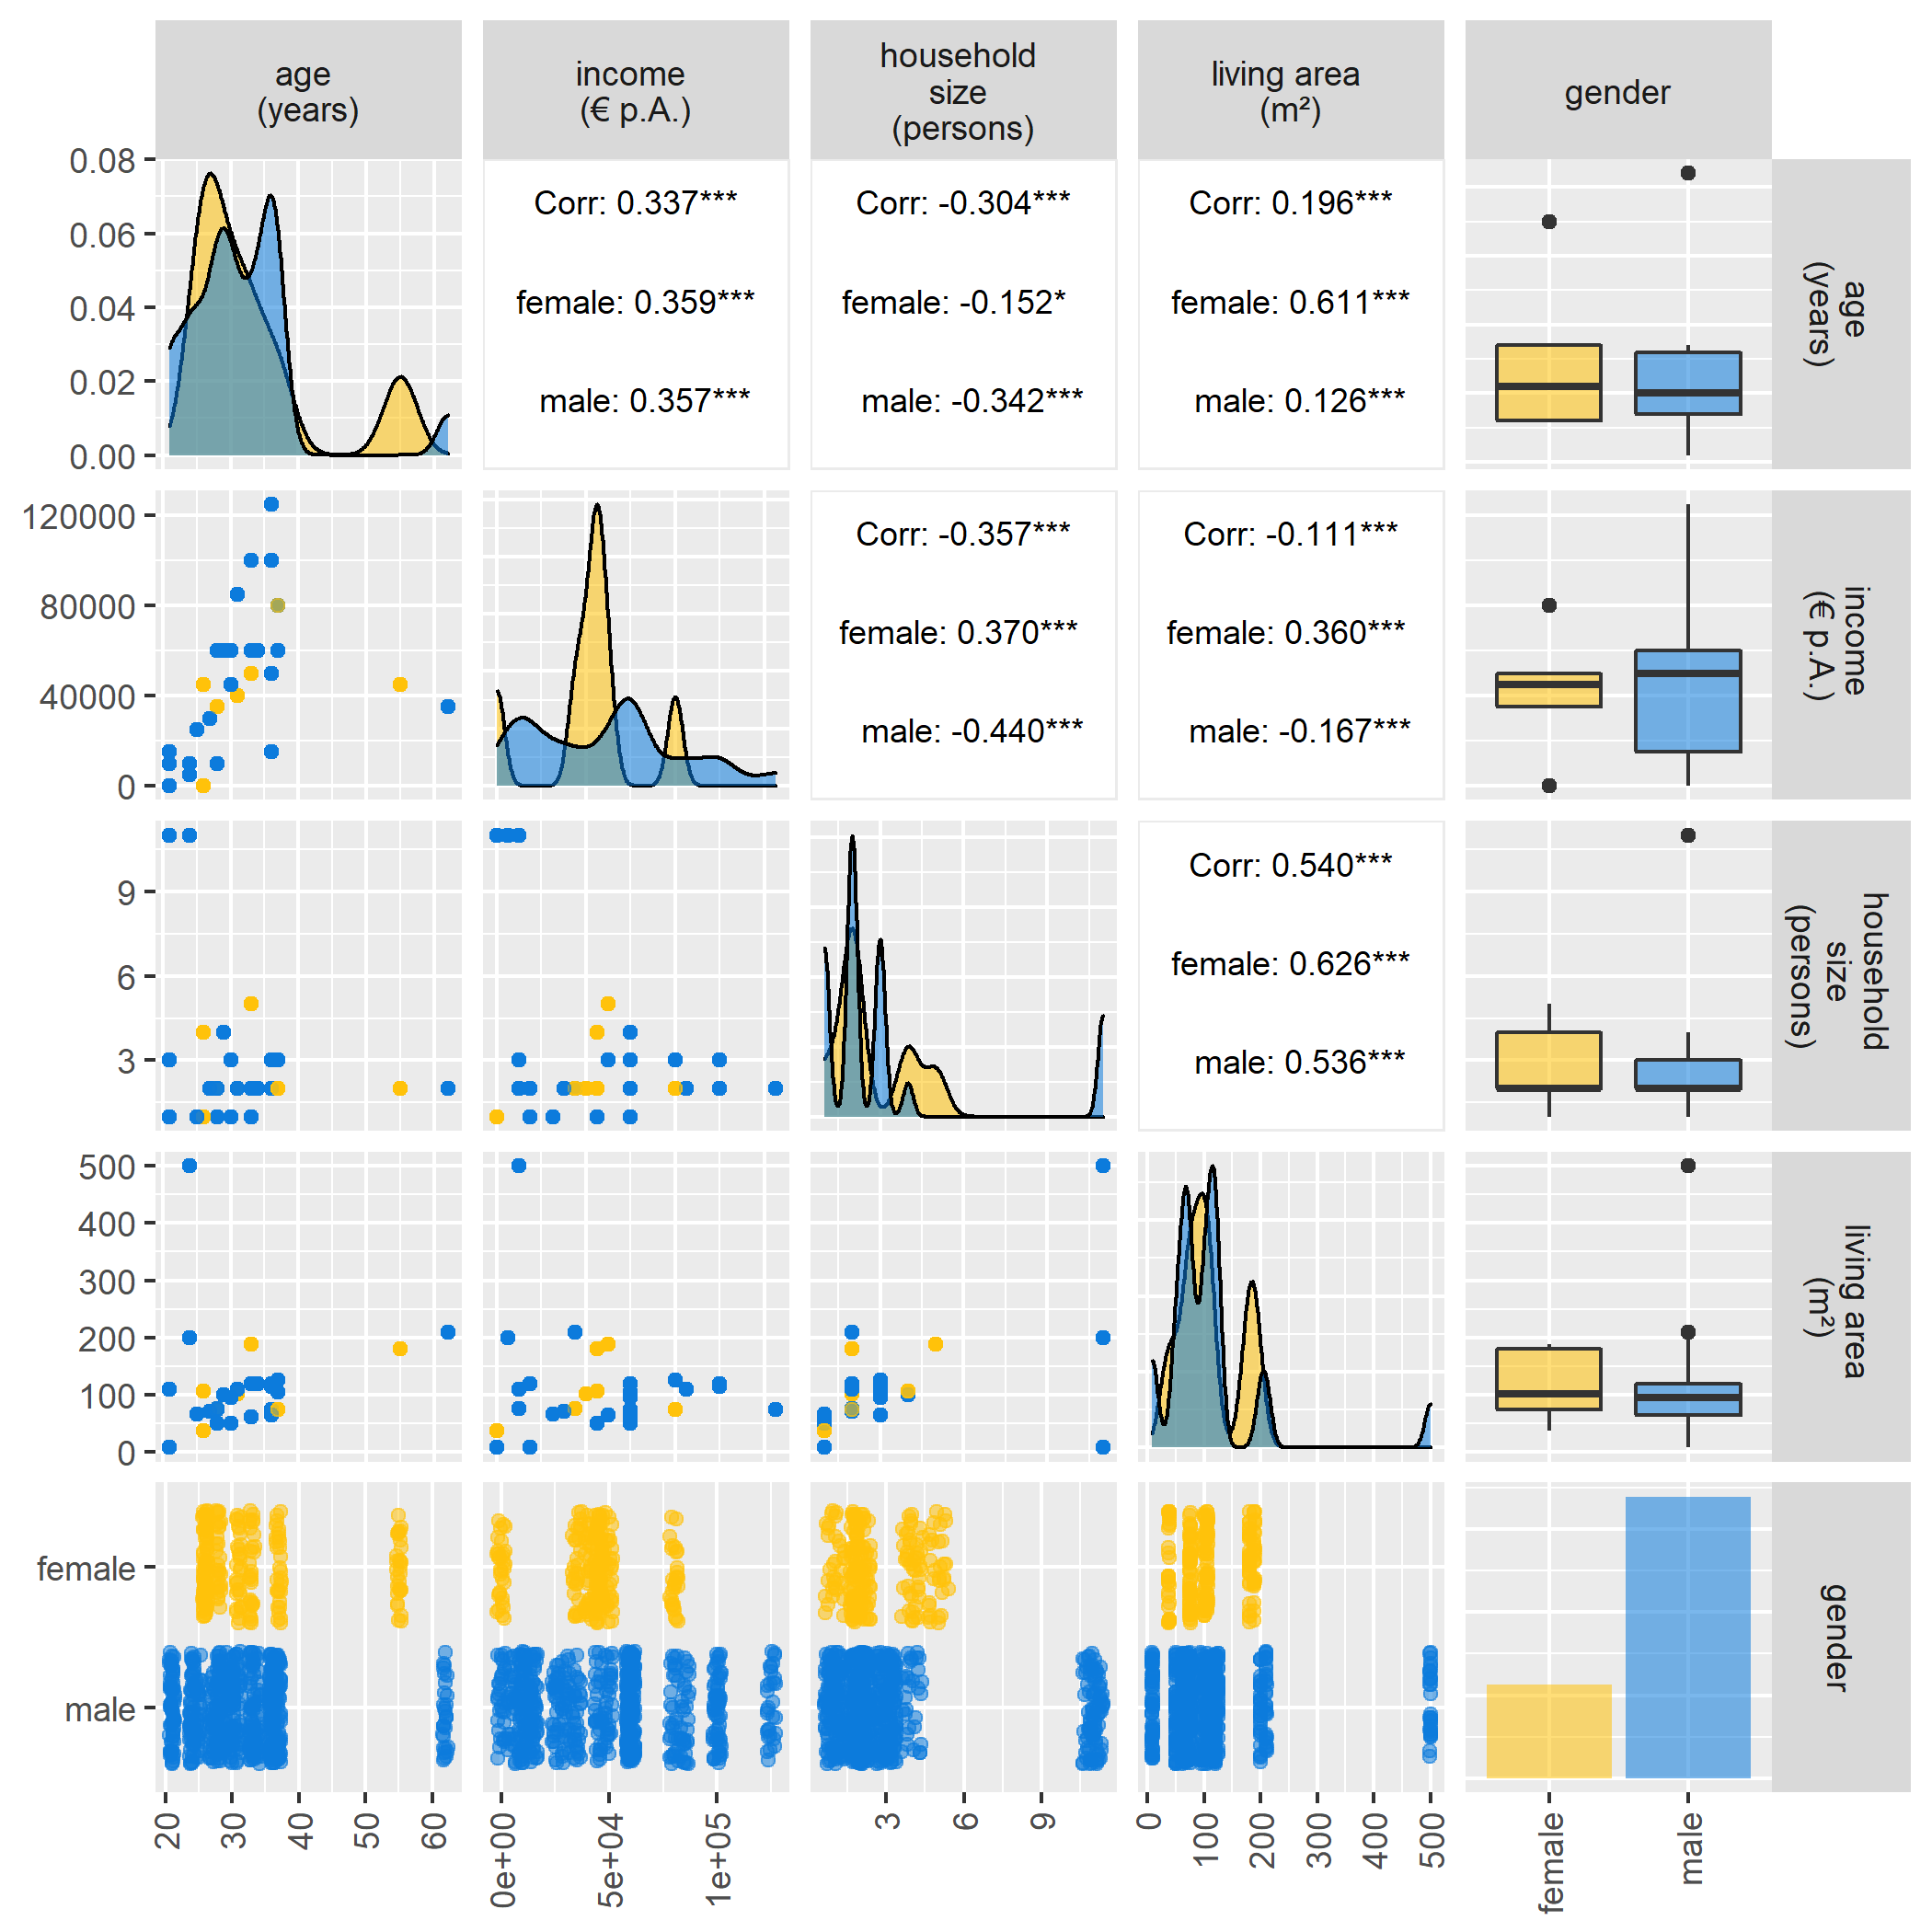 age
(years)
income
(€ p.A.)
household
size
(persons)
living area
(m²)
gender
0.08
0.06
0.04
0.02
0.00
Corr: 0.337***
female: 0.359***
male: 0.357***
Corr: -0.304***
female: -0.152*
male: -0.342***
Corr: 0.196***
female: 0.611***
male: 0.126***
age
(years)
120000
80000
40000
0
Corr: -0.357***
female: 0.370***
male: -0.440***
Corr: -0.111***
female: 0.360***
male: -0.167***
income
(€ p.A.)
9
6
3
Corr: 0.540***
female: 0.626***
male: 0.536***
household
size
(persons)
500
400
300
200
100
0
living area
(m²)
female
male
gender
20
30
40
50
60
0e+00
5e+04
1e+05
3
6
9
0
100
200
300
400
500
female
male